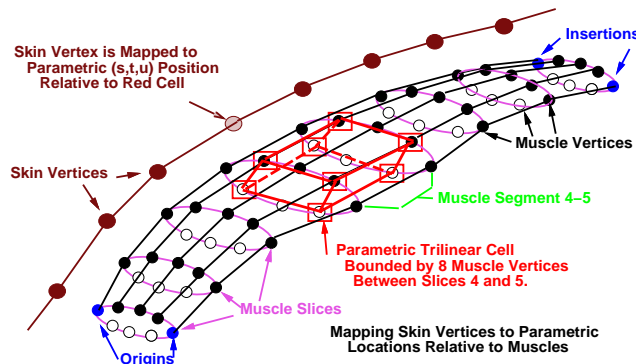 Insertions
Skin Vertex is Mapped to
Parametric (s,t,u) Position
Relative to Red Cell
Muscle Vertices
Skin Vertices
Muscle Segment 4–5
Parametric Trilinear Cell
Bounded by 8 Muscle Vertices
Between Slices 4 and 5.
Muscle Slices
Mapping Skin Vertices to Parametric
Locations Relative to Muscles
Origins